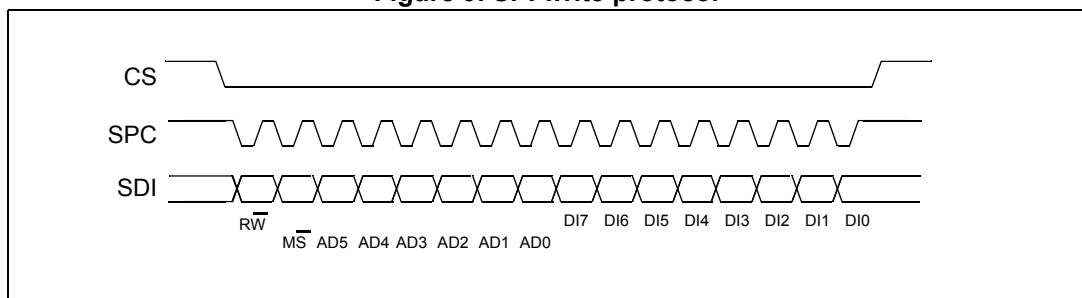 CS
SPC
SDI
RW̅ DI7 DI6 DI5 DI4 DI3 DI2 DI1 DI0
MS̅ AD5 AD4 AD3 AD2 AD1 AD0